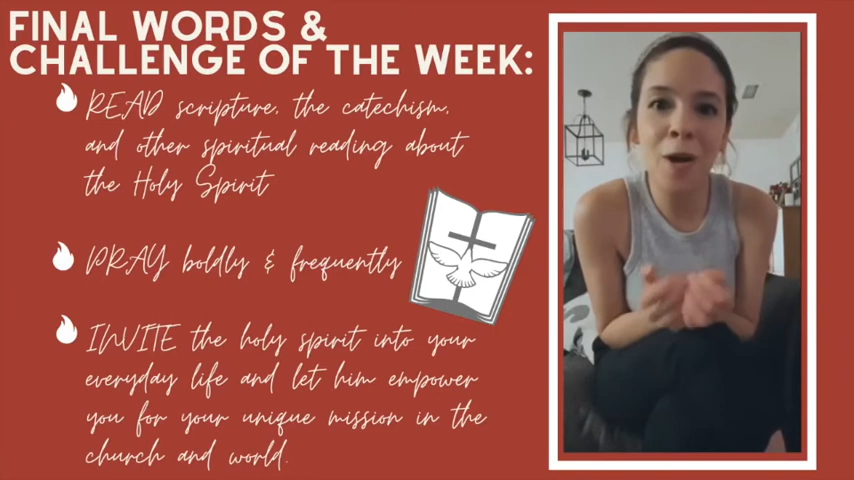 FINAL WORDS &
CHALLENGE OF THE WEEK:
READ scripture, the catechism,
and other spiritual reading about
the Holy Spirit
PRAY boldly & frequently
INVITE the holy spirit into your
everyday life and let him empower
you for your unique mission in the
church and world.